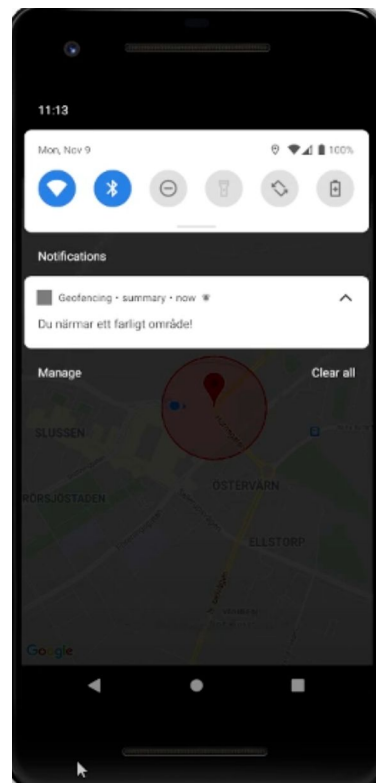 11:13
Mon, Nov 9
100%
Notifications
Geofencing • summary • now
Du närmar ett farligt område!
Manage
Clear all
SLUSSEN
ÖSTERVÄRN
RÖRSJÖSTADEN
ELLSTORP
Google